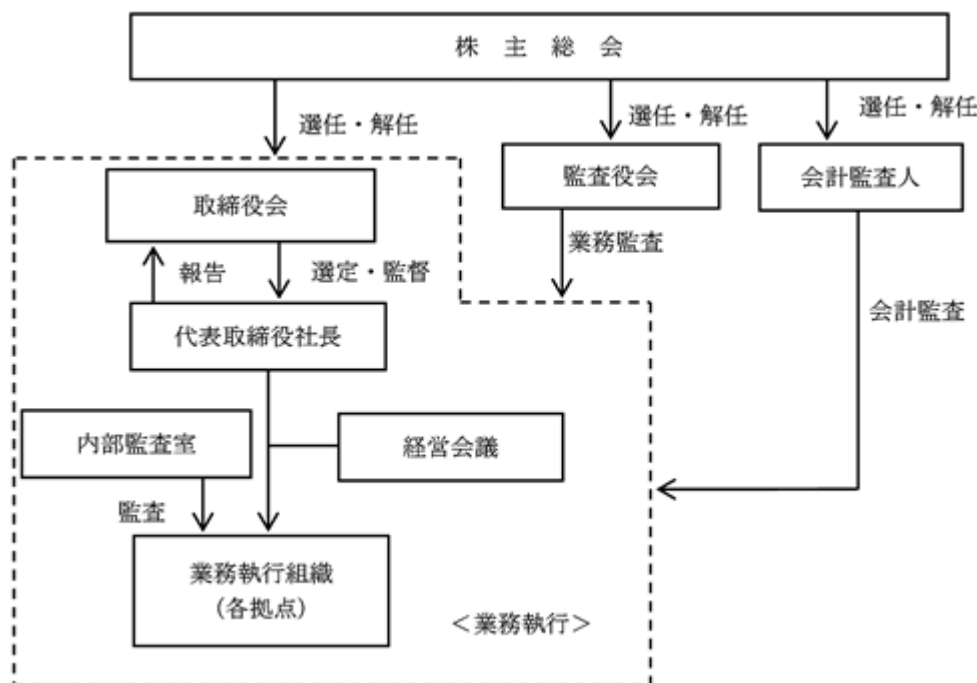 株 主 総 会
選任・解任
選任・解任
選任・解任
取締役会
監査役会
会計監査人
報告
選定・監督
業務監査
会計監査
代表取締役社長
内部監査室
経営会議
監査
業務執行組織
(各拠点)
＜業務執行＞